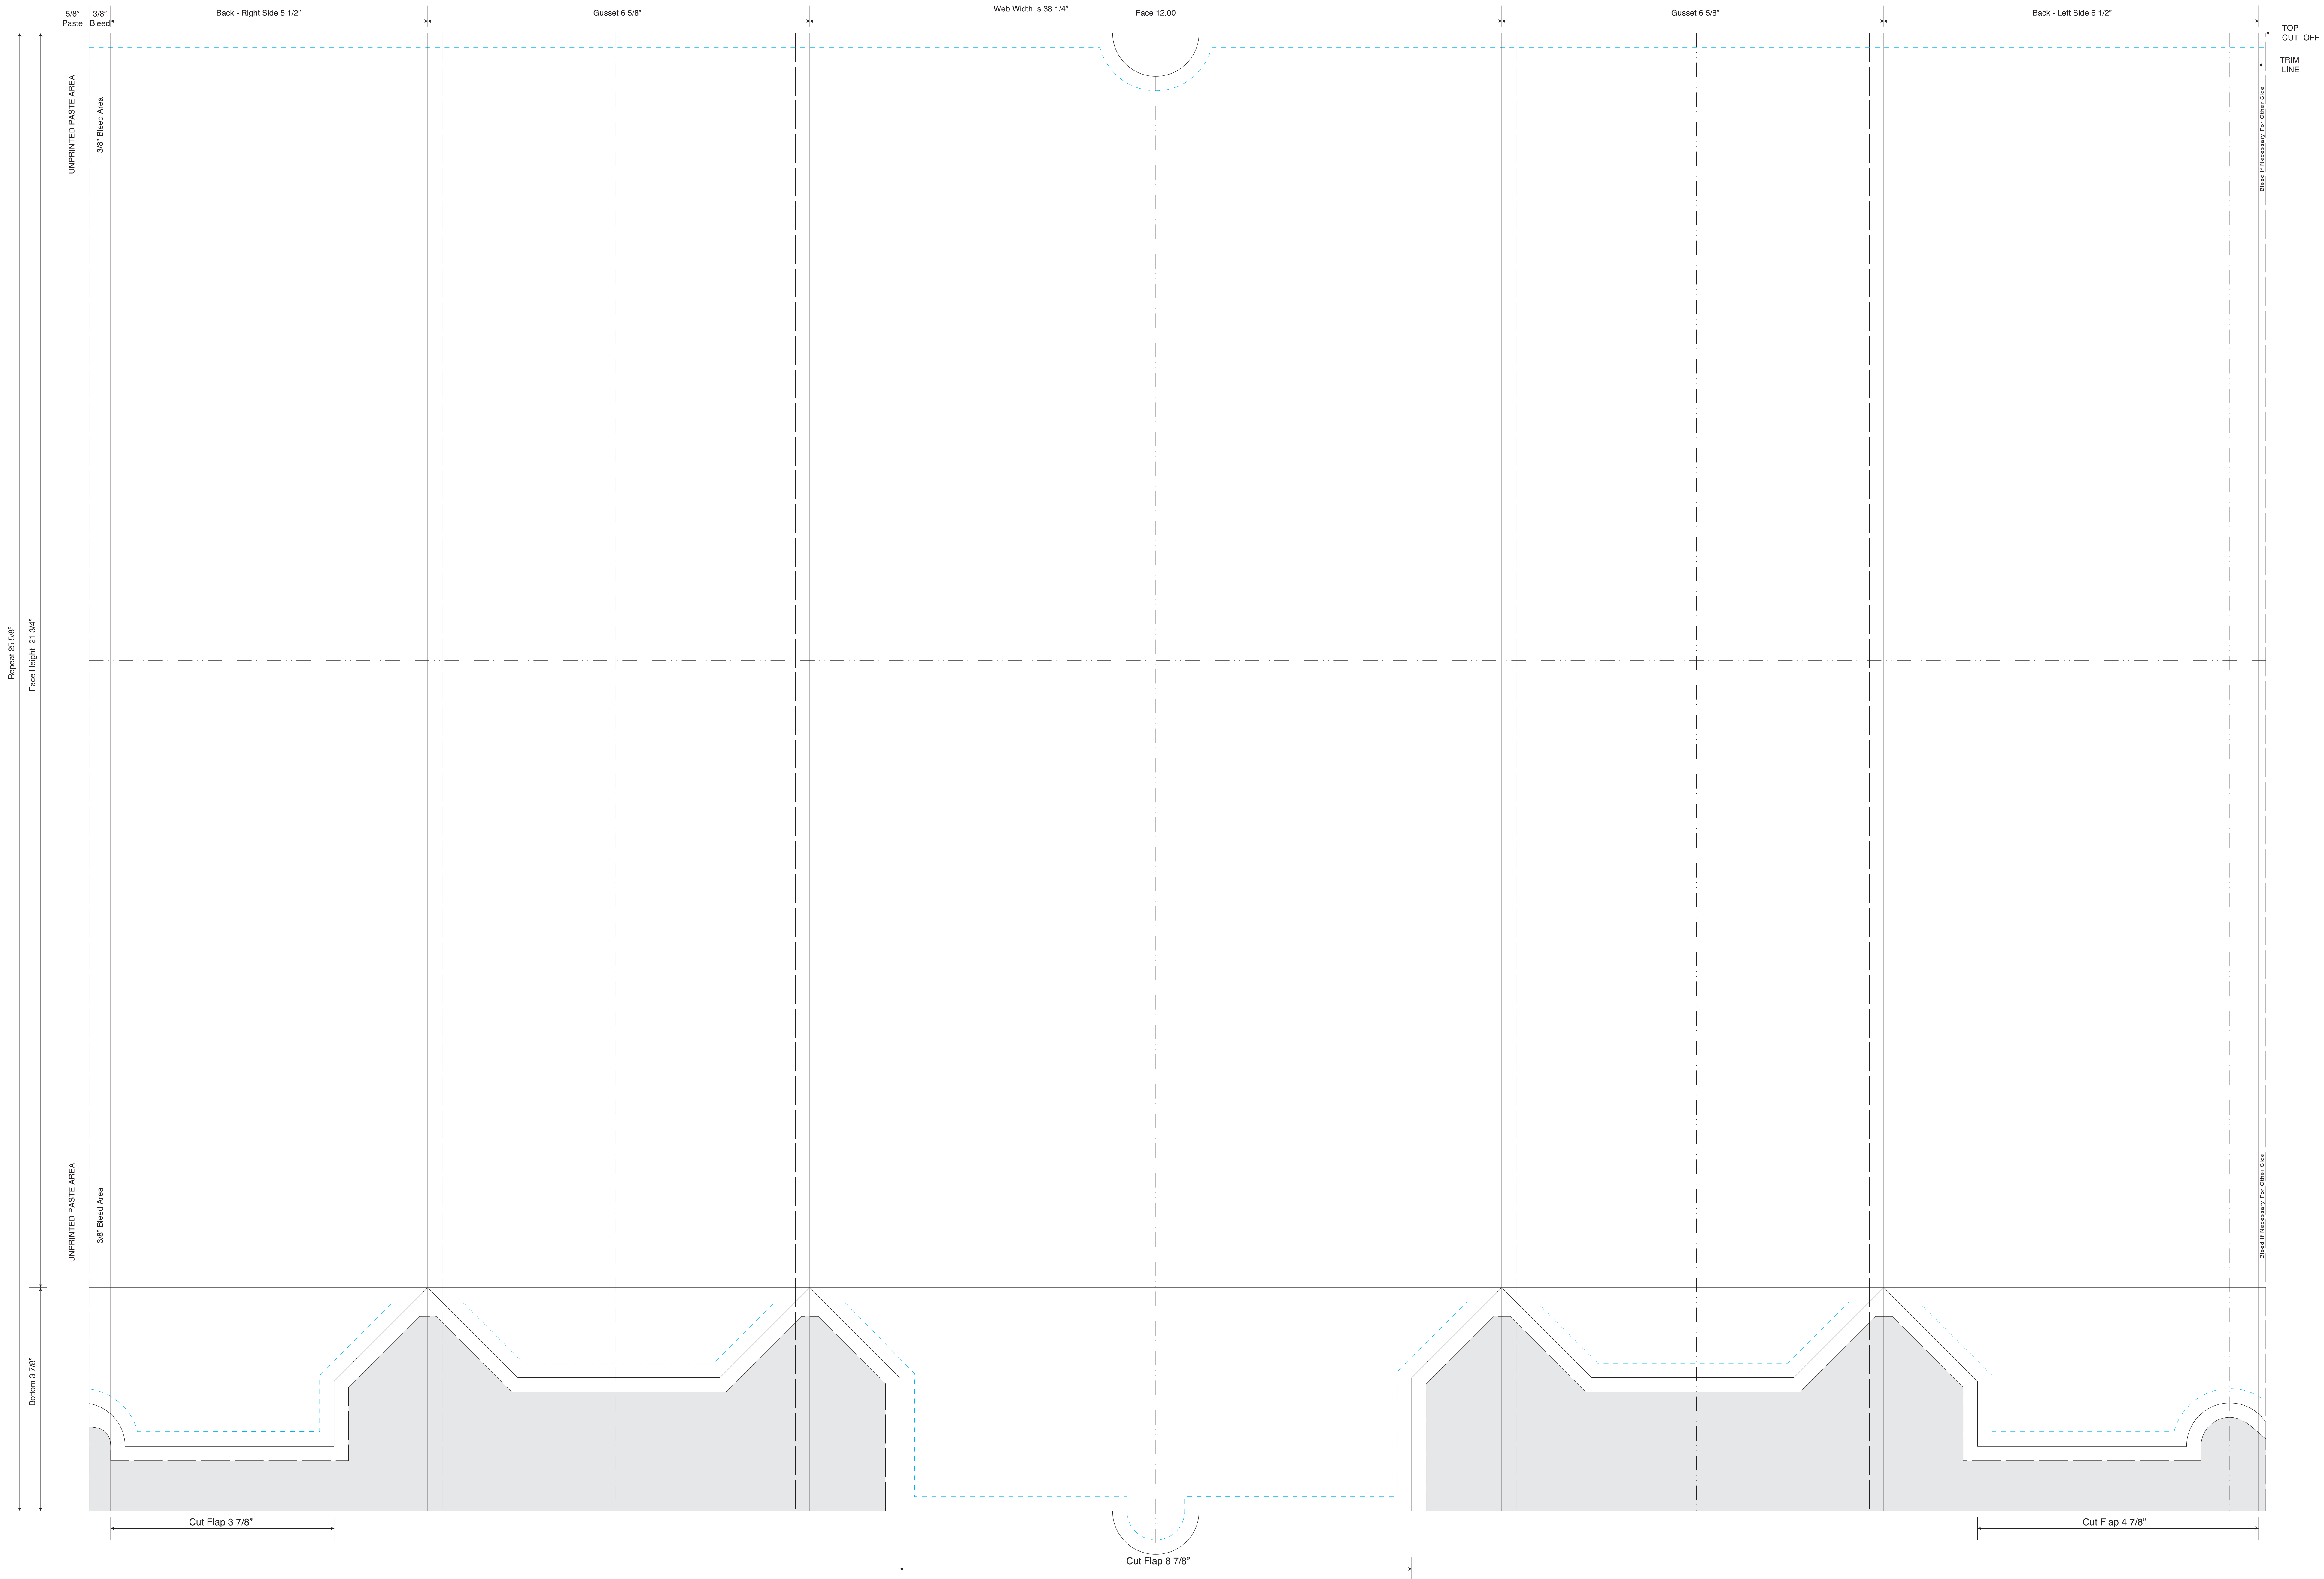 Web Width Is 38 1/4"
5/8"
Paste
3/8"
Bleed
Back - Right Side 5 1/2"
Gusset 6 5/8"
Face 12.00
Gusset 6 5/8"
Back - Left Side 6 1/2"
TOP
CUTTOFF
TRIM
LINE
UNPRINTED PASTE AREA
3/8" Bleed Area
Bleed If Necessary For Other Side
Repeat 25 5/8"
Face Height 21 3/4"
UNPRINTED PASTE AREA
3/8" Bleed Area
Bleed If Necessary For Other Side
Bottom 3 7/8"
Cut Flap 3 7/8"
Cut Flap 4 7/8"
Cut Flap 8 7/8"